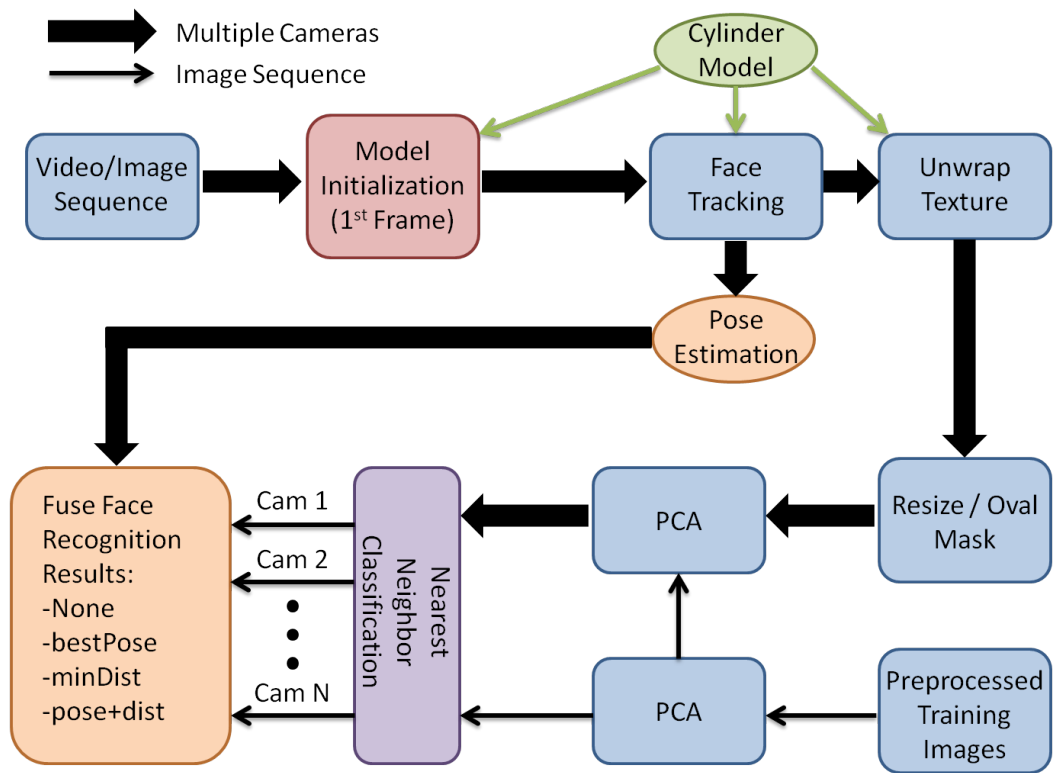 Multiple Cameras
Image Sequence
Cylinder
Model
Video/Image
Sequence
Model
Initialization
(1st Frame)
Face
Tracking
Unwrap
Texture
Pose
Estimation
Fuse Face
Recognition
Results:
-None
-bestPose
-minDist
-pose+dist
Cam 1
Cam 2
Cam N
Nearest
Neighbor
Classification
PCA
Resize / Oval
Mask
PCA
Preprocessed
Training
Images